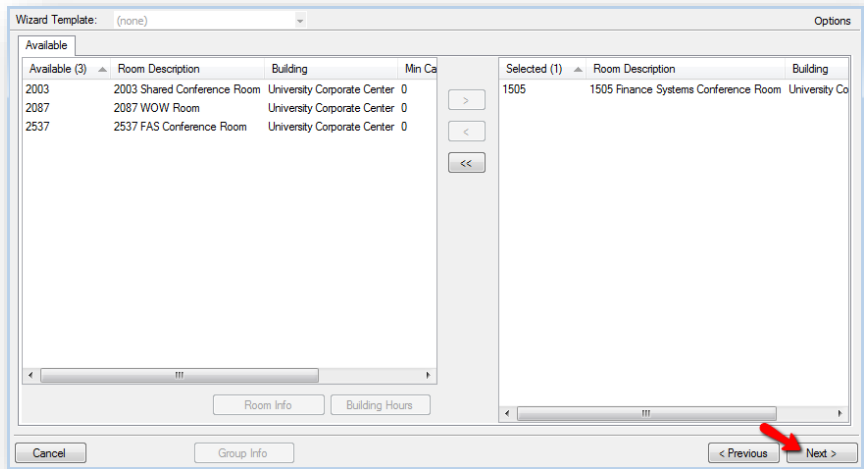 Wizard Template: (none) Options
Available
Available (3) Room Description Building Min Ca
2003 2003 Shared Conference Room University Corporate Center 0
2087 2087 WOW Room University Corporate Center 0
2537 2537 FAS Conference Room University Corporate Center 0
>
<
<<
Selected (1) Room Description Building
1505 1505 Finance Systems Conference Room University Co
Room Info Building Hours
Cancel Group Info < Previous Next >